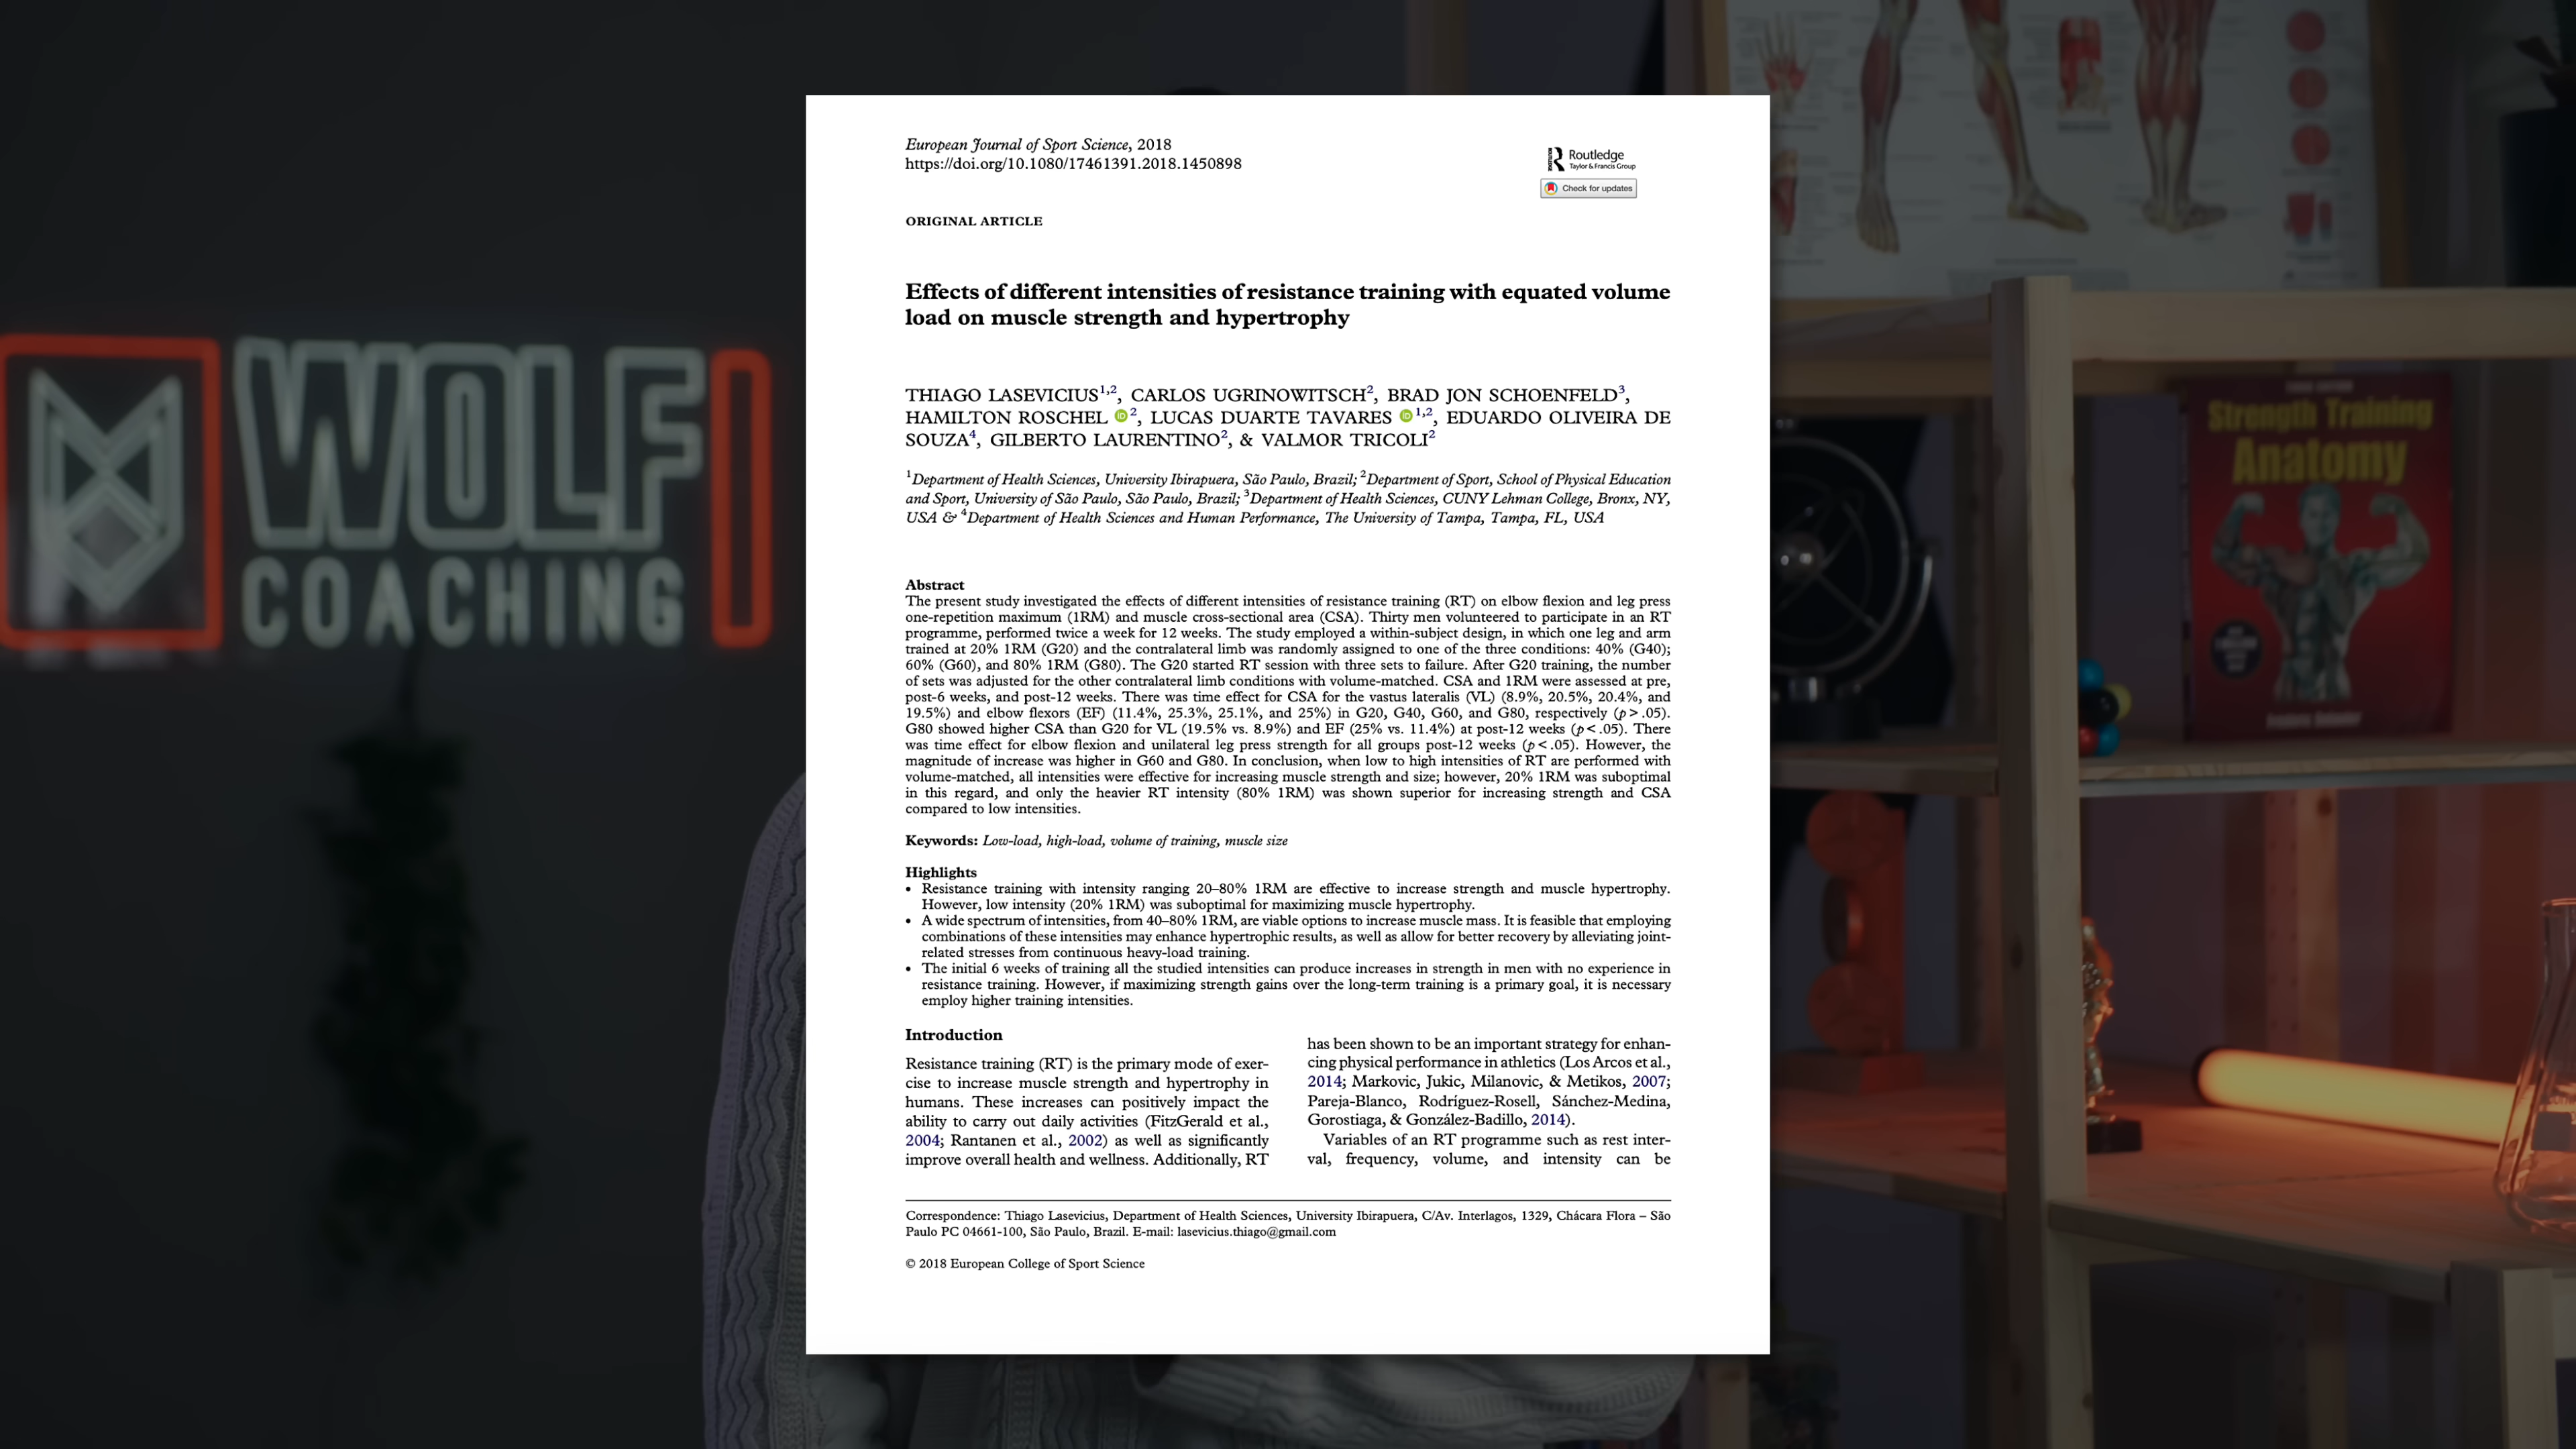 WOLF
COACHING
European Journal of Sport Science, 2018
https://doi.org/10.1080/17461391.2018.1450898
Routledge
Taylor & Francis Group
Check for updates
ORIGINAL ARTICLE
Effects of different intensities of resistance training with equated volume
load on muscle strength and hypertrophy
THIAGO LASEVICIUS1,2, CARLOS UGRINOWITSCH2, BRAD JON SCHOENFELD3,
HAMILTON ROSCHEL iD 2, LUCAS DUARTE TAVARES iD 1,2, EDUARDO OLIVEIRA DE
SOUZA4, GILBERTO LAURENTINO2, & VALMOR TRICOLI2
1Department of Health Sciences, University Ibirapuera, São Paulo, Brazil; 2Department of Sport, School of Physical Education
and Sport, University of São Paulo, São Paulo, Brazil; 3Department of Health Sciences, CUNY Lehman College, Bronx, NY,
USA & 4Department of Health Sciences and Human Performance, The University of Tampa, Tampa, FL, USA
Abstract
The present study investigated the effects of different intensities of resistance training (RT) on elbow flexion and leg press
one-repetition maximum (1RM) and muscle cross-sectional area (CSA). Thirty men volunteered to participate in an RT
programme, performed twice a week for 12 weeks. The study employed a within-subject design, in which one leg and arm
trained at 20% 1RM (G20) and the contralateral limb was randomly assigned to one of the three conditions: 40% (G40);
60% (G60), and 80% 1RM (G80). The G20 started RT session with three sets to failure. After G20 training, the number
of sets was adjusted for the other contralateral limb conditions with volume-matched. CSA and 1RM were assessed at pre,
post-6 weeks, and post-12 weeks. There was time effect for CSA for the vastus lateralis (VL) (8.9%, 20.5%, 20.4%, and
19.5%) and elbow flexors (EF) (11.4%, 25.3%, 25.1%, and 25%) in G20, G40, G60, and G80, respectively (p > .05).
G80 showed higher CSA than G20 for VL (19.5% vs. 8.9%) and EF (25% vs. 11.4%) at post-12 weeks (p < .05). There
was time effect for elbow flexion and unilateral leg press strength for all groups post-12 weeks (p < .05). However, the
magnitude of increase was higher in G60 and G80. In conclusion, when low to high intensities of RT are performed with
volume-matched, all intensities were effective for increasing muscle strength and size; however, 20% 1RM was suboptimal
in this regard, and only the heavier RT intensity (80% 1RM) was shown superior for increasing strength and CSA
compared to low intensities.
Keywords: Low-load, high-load, volume of training, muscle size
Highlights
• Resistance training with intensity ranging 20–80% 1RM are effective to increase strength and muscle hypertrophy.
However, low intensity (20% 1RM) was suboptimal for maximizing muscle hypertrophy.
• A wide spectrum of intensities, from 40–80% 1RM, are viable options to increase muscle mass. It is feasible that employing
combinations of these intensities may enhance hypertrophic results, as well as allow for better recovery by alleviating joint-
related stresses from continuous heavy-load training.
• The initial 6 weeks of training all the studied intensities can produce increases in strength in men with no experience in
resistance training. However, if maximizing strength gains over the long-term training is a primary goal, it is necessary
employ higher training intensities.
Introduction
Resistance training (RT) is the primary mode of exer-
cise to increase muscle strength and hypertrophy in
humans. These increases can positively impact the
ability to carry out daily activities (FitzGerald et al.,
2004; Rantanen et al., 2002) as well as significantly
improve overall health and wellness. Additionally, RT
has been shown to be an important strategy for enhan-
cing physical performance in athletics (Los Arcos et al.,
2014; Markovic, Jukic, Milanovic, & Metikos, 2007;
Pareja-Blanco, Rodríguez-Rosell, Sánchez-Medina,
Gorostiaga, & González-Badillo, 2014).
Variables of an RT programme such as rest inter-
val, frequency, volume, and intensity can be
Correspondence: Thiago Lasevicius, Department of Health Sciences, University Ibirapuera, C/Av. Interlagos, 1329, Chácara Flora – São
Paulo PC 04661-100, São Paulo, Brazil. E-mail: lasevicius.thiago@gmail.com
© 2018 European College of Sport Science
Strength Training
Anatomy